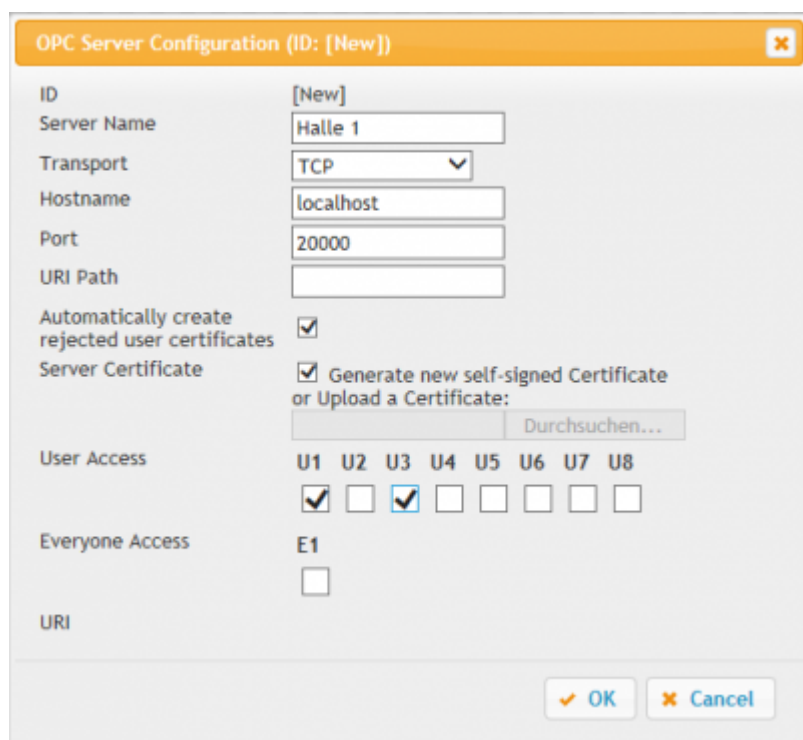 OPC Server Configuration (ID: [New])
ID [New]
Server Name Halle 1
Transport TCP
Hostname localhost
Port 20000
URI Path
Automatically create
rejected user certificates
Server Certificate Generate new self-signed Certificate
or Upload a Certificate:
Durchsuchen...
User Access U1 U2 U3 U4 U5 U6 U7 U8
Everyone Access E1
URI
OK Cancel